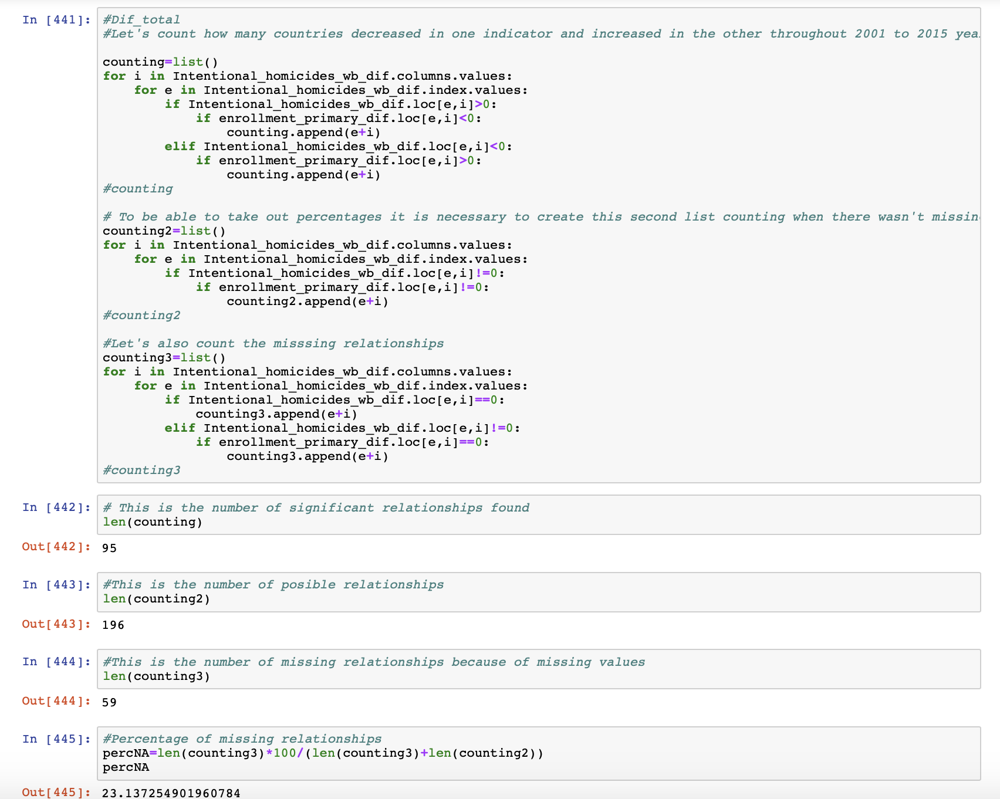 In [441]: #Dif_total
#Let's count how many countries decreased in one indicator and increased in the other throughout 2001 to 2015
counting=list()
for i in Intentional_homicides_wb_dif.columns.values:
    for e in Intentional_homicides_wb_dif.index.values:
        if Intentional_homicides_wb_dif.loc[e,i]>0:
            if enrollment_primary_dif.loc[e,i]<0:
                counting.append(e+i)
        elif Intentional_homicides_wb_dif.loc[e,i]<0:
            if enrollment_primary_dif.loc[e,i]>0:
                counting.append(e+i)
#counting
# To be able to take out percentages it is necessary to create this second list counting when there wasn't
counting2=list()
for i in Intentional_homicides_wb_dif.columns.values:
    for e in Intentional_homicides_wb_dif.index.values:
        if Intentional_homicides_wb_dif.loc[e,i]!=0:
            if enrollment_primary_dif.loc[e,i]!=0:
                counting2.append(e+i)
#counting2
#Let's also count the misssing relationships
counting3=list()
for i in Intentional_homicides_wb_dif.columns.values:
    for e in Intentional_homicides_wb_dif.index.values:
        if Intentional_homicides_wb_dif.loc[e,i]==0:
            counting3.append(e+i)
        elif Intentional_homicides_wb_dif.loc[e,i]!=0:
            if enrollment_primary_dif.loc[e,i]==0:
                counting3.append(e+i)
#counting3
In [442]: # This is the number of significant relationships found
len(counting)
Out[442]: 95
In [443]: #This is the number of posible relationships
len(counting2)
Out[443]: 196
In [444]: #This is the number of missing relationships because of missing values
len(counting3)
Out[444]: 59
In [445]: #Percentage of missing relationships
percNA=len(counting3)*100/(len(counting3)+len(counting2))
percNA
Out[445]: 23.137254901960784